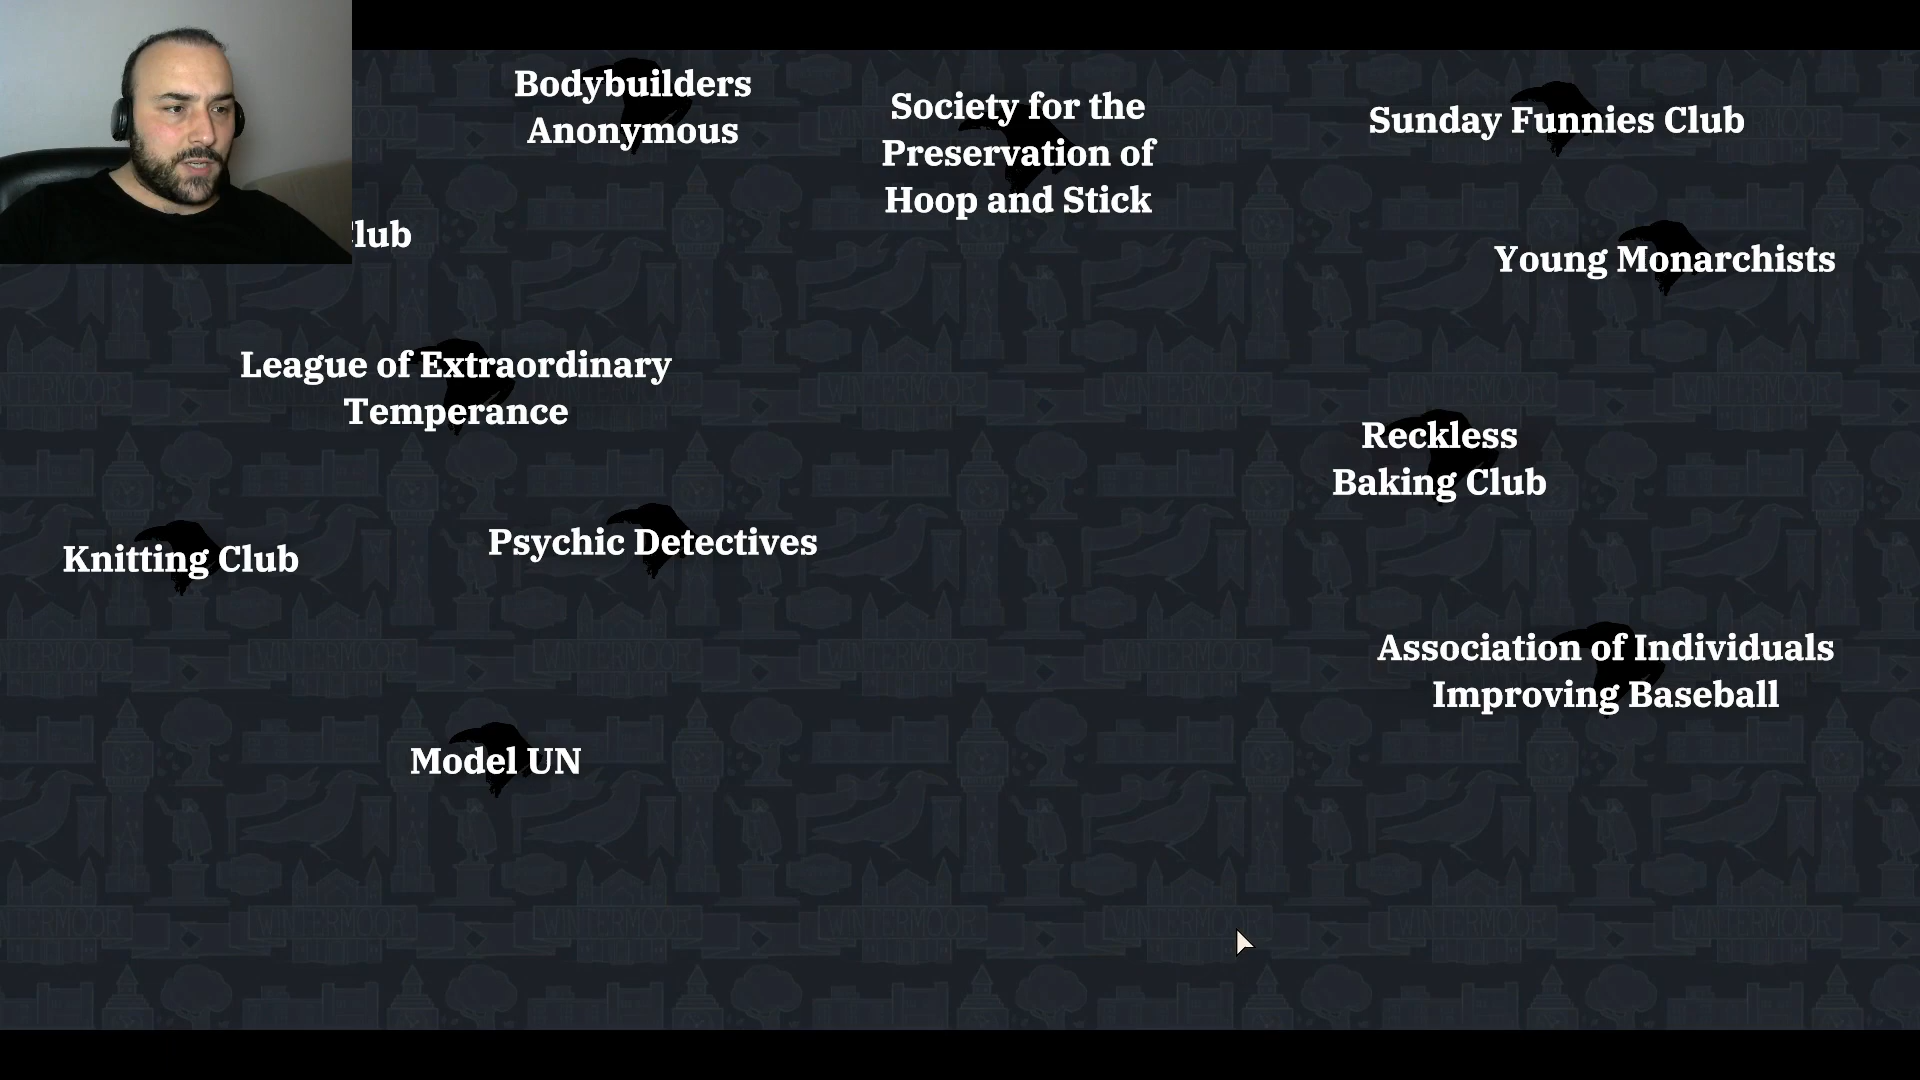 Bodybuilders
Anonymous
Society for the
Preservation of
Hoop and Stick
Sunday Funnies Club
Young Monarchists
League of Extraordinary
Temperance
Reckless
Baking Club
Knitting Club
Psychic Detectives
Association of Individuals
Improving Baseball
Model UN
WINTERMOOR